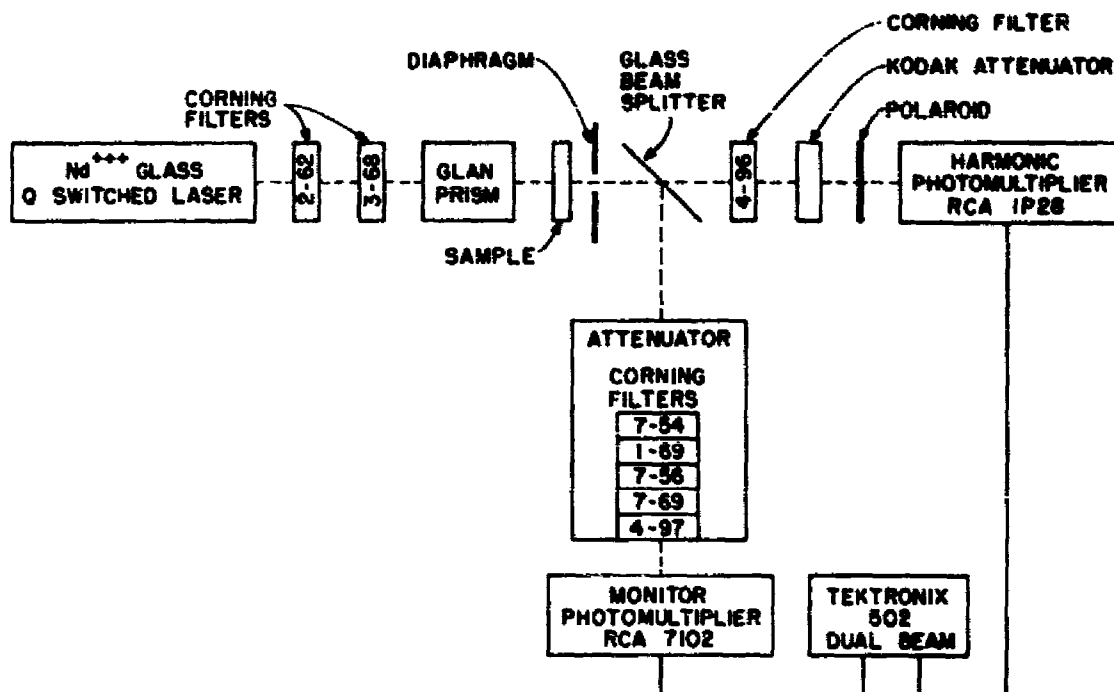 CORNING FILTER
DIAPHRAGM
GLASS
BEAM
SPLITTER
KODAK ATTENUATOR
CORNING
FILTERS
POLAROID
Nd+++ GLASS
Q SWITCHED LASER
2-62
3-68
GLAN
PRISM
4-96
HARMONIC
PHOTOMULTIPLIER
RCA IP28
SAMPLE
ATTENUATOR
CORNING
FILTERS
7-54
1-69
7-56
7-69
4-97
MONITOR
PHOTOMULTIPLIER
RCA 7102
TEKTRONIX
502
DUAL BEAM